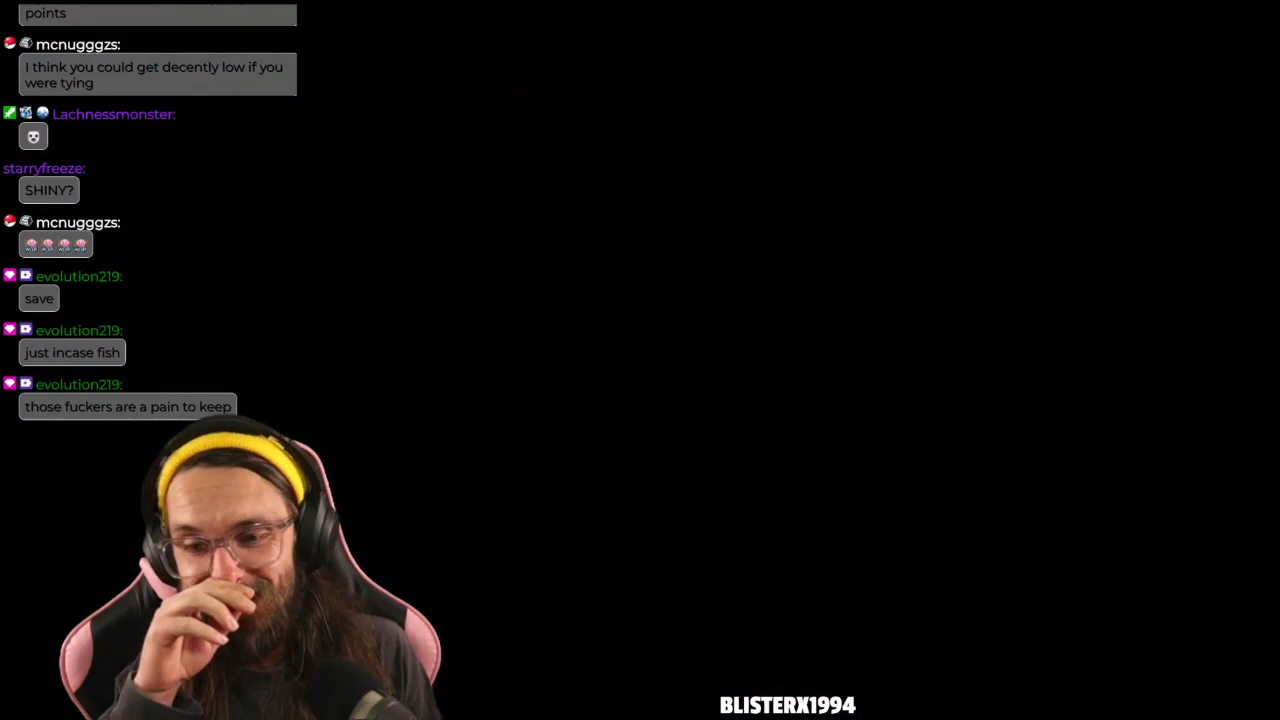 points
mcnugggzs:
I think you could get decently low if you
were tying
Lachnessmonster:
starryfreeze:
SHINY?
mcnugggzs:
evolution219:
save
evolution219:
just incase fish
evolution219:
those fuckers are a pain to keep
BLISTERX1994